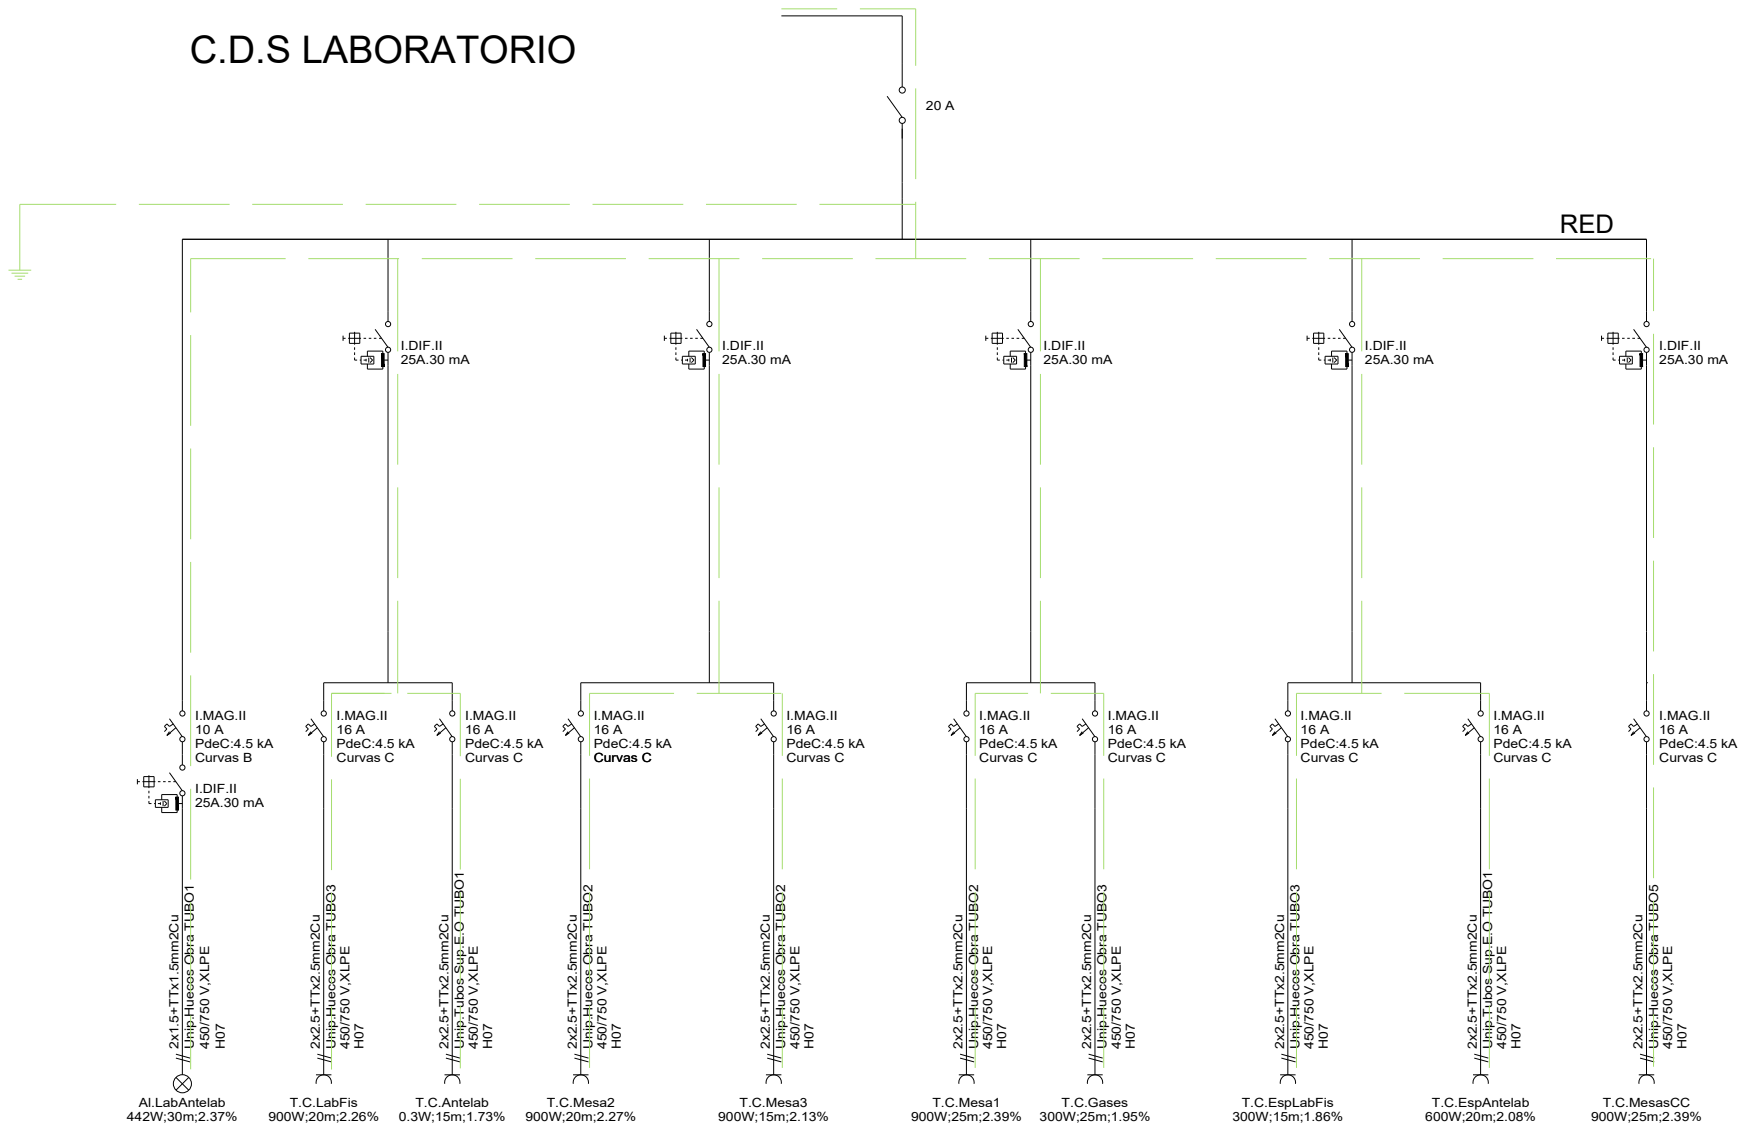 C.D.S LABORATORIO
20 A
RED
I.DIF.II
25A.30 mA
I.DIF.II
25A.30 mA
I.DIF.II
25A.30 mA
I.DIF.II
25A.30 mA
I.DIF.II
25A.30 mA
I.MAG.II
10 A
PdeC:4.5 kA
Curvas B
I.MAG.II
16 A
PdeC:4.5 kA
Curvas C
I.MAG.II
16 A
PdeC:4.5 kA
Curvas C
I.MAG.II
16 A
PdeC:4.5 kA
Curvas C
I.MAG.II
16 A
PdeC:4.5 kA
Curvas C
I.MAG.II
16 A
PdeC:4.5 kA
Curvas C
I.MAG.II
16 A
PdeC:4.5 kA
Curvas C
I.MAG.II
16 A
PdeC:4.5 kA
Curvas C
I.MAG.II
16 A
PdeC:4.5 kA
Curvas C
I.MAG.II
16 A
PdeC:4.5 kA
Curvas C
I.DIF.II
25A.30 mA
2x1.5+TTx1.5mm2Cu
Unip.Huecos Obra TUBO1
450/750 V,XLPE
H07
2x2.5+TTx2.5mm2Cu
Unip.Huecos Obra TUBO3
450/750 V,XLPE
H07
2x2.5+TTx2.5mm2Cu
Unip.Tubos Sup.E.O TUBO1
450/750 V,XLPE
H07
2x2.5+TTx2.5mm2Cu
Unip.Huecos Obra TUBO2
450/750 V,XLPE
H07
2x2.5+TTx2.5mm2Cu
Unip.Huecos Obra TUBO2
450/750 V,XLPE
H07
2x2.5+TTx2.5mm2Cu
Unip.Huecos Obra TUBO2
450/750 V,XLPE
H07
2x2.5+TTx2.5mm2Cu
Unip.Huecos Obra TUBO3
450/750 V,XLPE
H07
2x2.5+TTx2.5mm2Cu
Unip.Huecos Obra TUBO3
450/750 V,XLPE
H07
2x2.5+TTx2.5mm2Cu
Unip.Tubos Sup.E.O TUBO1
450/750 V,XLPE
H07
2x2.5+TTx2.5mm2Cu
Unip.Huecos Obra TUBO5
450/750 V,XLPE
H07
Al.LabAntelab
442W;30m;2.37%
T.C.LabFis
900W;20m;2.26%
T.C.Antelab
0.3W;15m;1.73%
T.C.Mesa2
900W;20m;2.27%
T.C.Mesa3
900W;15m;2.13%
T.C.Mesa1
900W;25m;2.39%
T.C.Gases
300W;25m;1.95%
T.C.EspLabFis
300W;15m;1.86%
T.C.EspAntelab
600W;20m;2.08%
T.C.MesasCC
900W;25m;2.39%